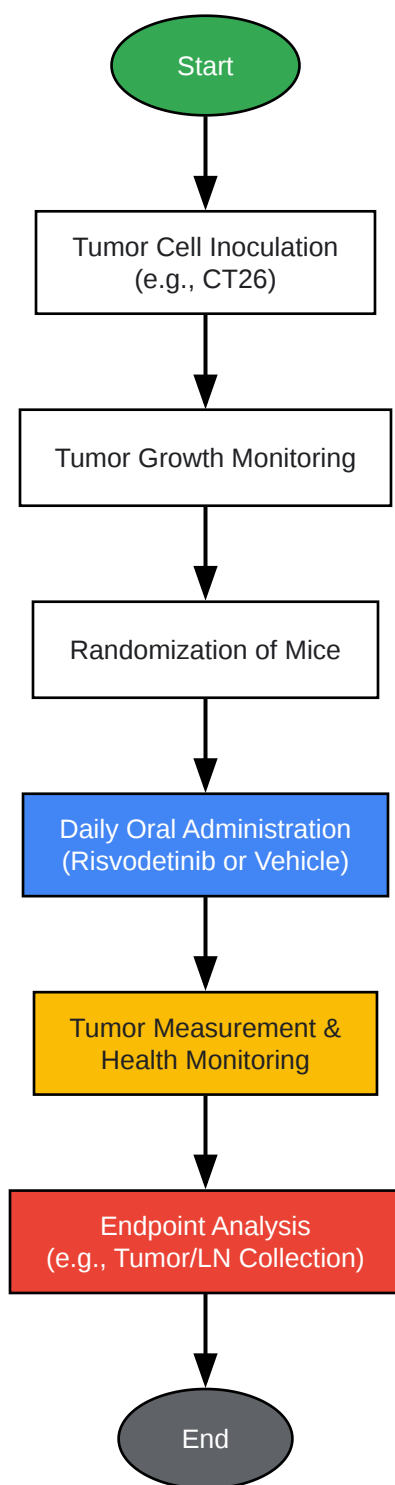 Start
Tumor Cell Inoculation
(e.g., CT26)
Tumor Growth Monitoring
Randomization of Mice
Daily Oral Administration
(Risvodetinib or Vehicle)
Tumor Measurement &
Health Monitoring
Endpoint Analysis
(e.g., Tumor/LN Collection)
End